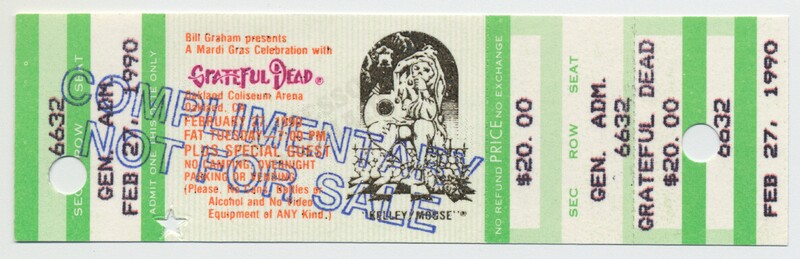 SEC ROW SEAT
6632
GEN. ADM.
FEB 27, 1990
ADMIT ONLY THIS DATE ONLY
Bill Graham presents
A Mardi Gras Celebration with
GRATEFUL DEAD®
Oakland Coliseum Arena
Oakland, CA
FEBRUARY 27, 1990
FAT TUESDAY–7:00 PM
PLUS SPECIAL GUEST
NO CAMPING, OVERNIGHT
PARKING OR VENDING
(Please, No Cans, Bottles or
Alcohol and No Video
Equipment of ANY Kind.)
COMPLIMENTARY
NOT FOR SALE
KELLEY "MOUSE"®
NO REFUND PRICE NO EXCHANGE
$20.00
SEC ROW SEAT
GEN. ADM.
6632
GRATEFUL DEAD
$20.00
6632
FEB 27, 1990